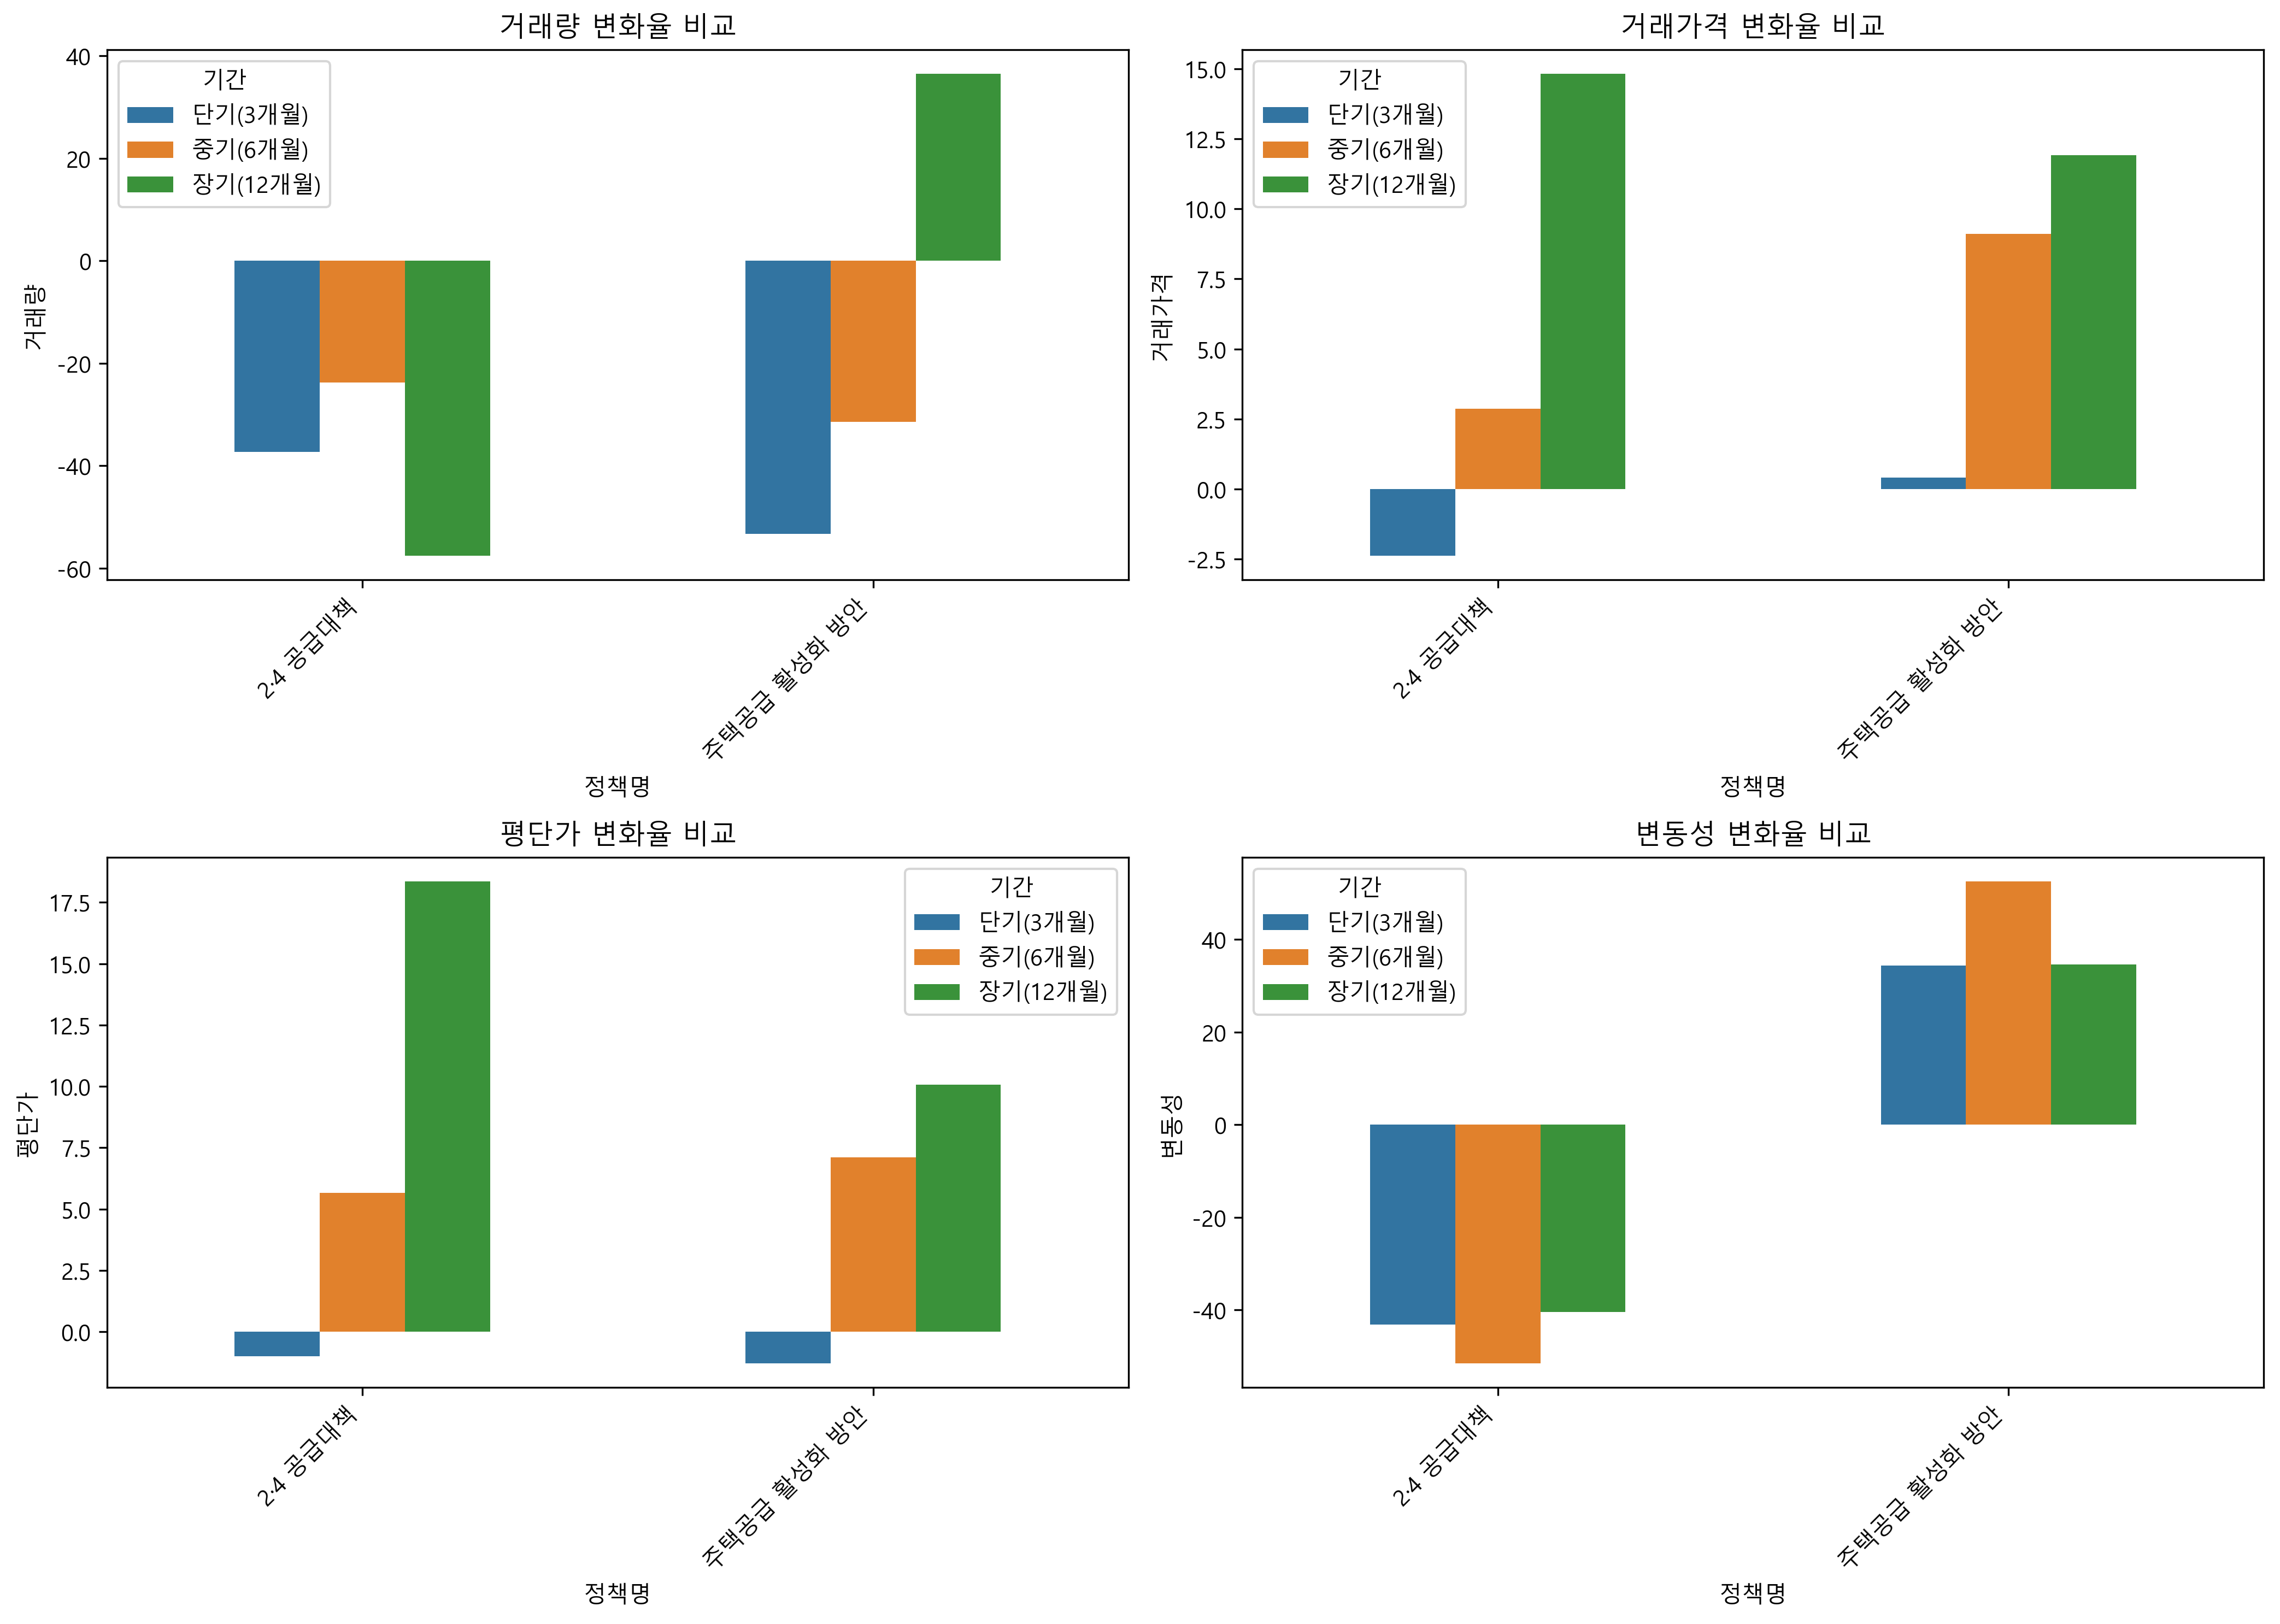 거래량 변화율 비교
기간
단기(3개월)
중기(6개월)
장기(12개월)
40
20
0
-20
-40
-60
거래량
2·4 공급대책
주택공급 활성화 방안
정책명
거래가격 변화율 비교
기간
단기(3개월)
중기(6개월)
장기(12개월)
15.0
12.5
10.0
7.5
5.0
2.5
0.0
-2.5
거래가격
2·4 공급대책
주택공급 활성화 방안
정책명
평단가 변화율 비교
기간
단기(3개월)
중기(6개월)
장기(12개월)
17.5
15.0
12.5
10.0
7.5
5.0
2.5
0.0
평단가
2·4 공급대책
주택공급 활성화 방안
정책명
변동성 변화율 비교
기간
단기(3개월)
중기(6개월)
장기(12개월)
40
20
0
-20
-40
변동성
2·4 공급대책
주택공급 활성화 방안
정책명